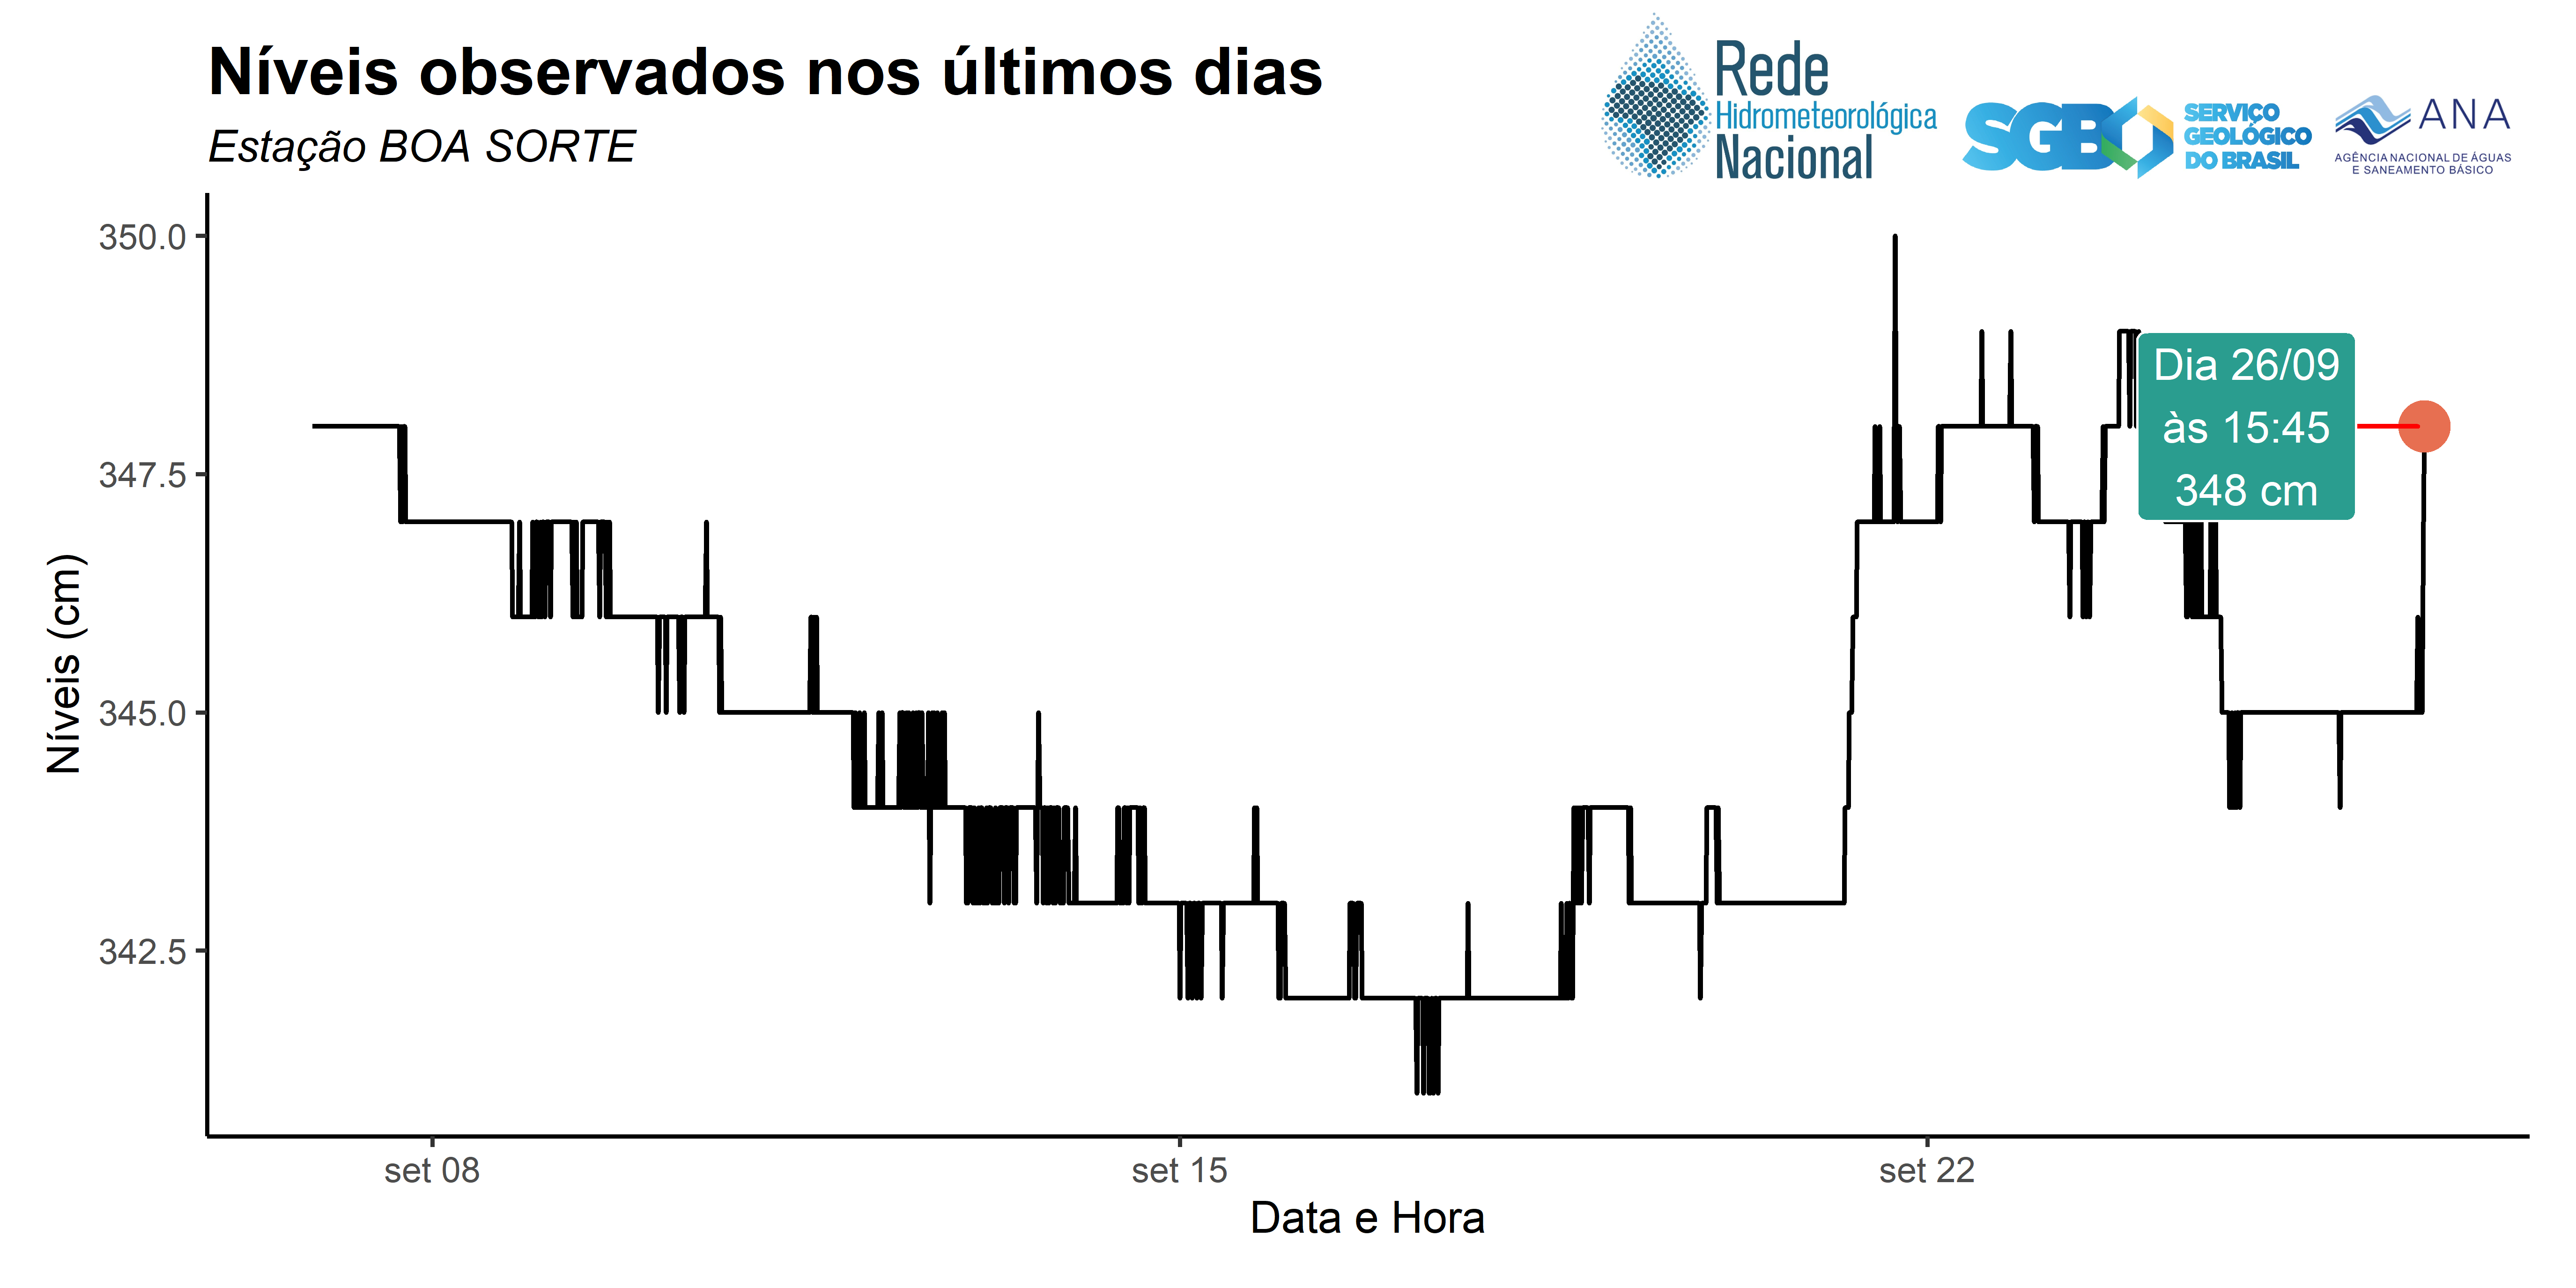 Níveis observados nos últimos dias
Estação BOA SORTE
Rede
Hidrometeorológica
Nacional
SGB
SERVIÇO
GEOLÓGICO
DO BRASIL
ANA
AGÊNCIA NACIONAL DE ÁGUAS
E SANEAMENTO BÁSICO
350.0
347.5
345.0
342.5
Níveis (cm)
Dia 26/09
às 15:45
348 cm
set 08
set 15
set 22
Data e Hora